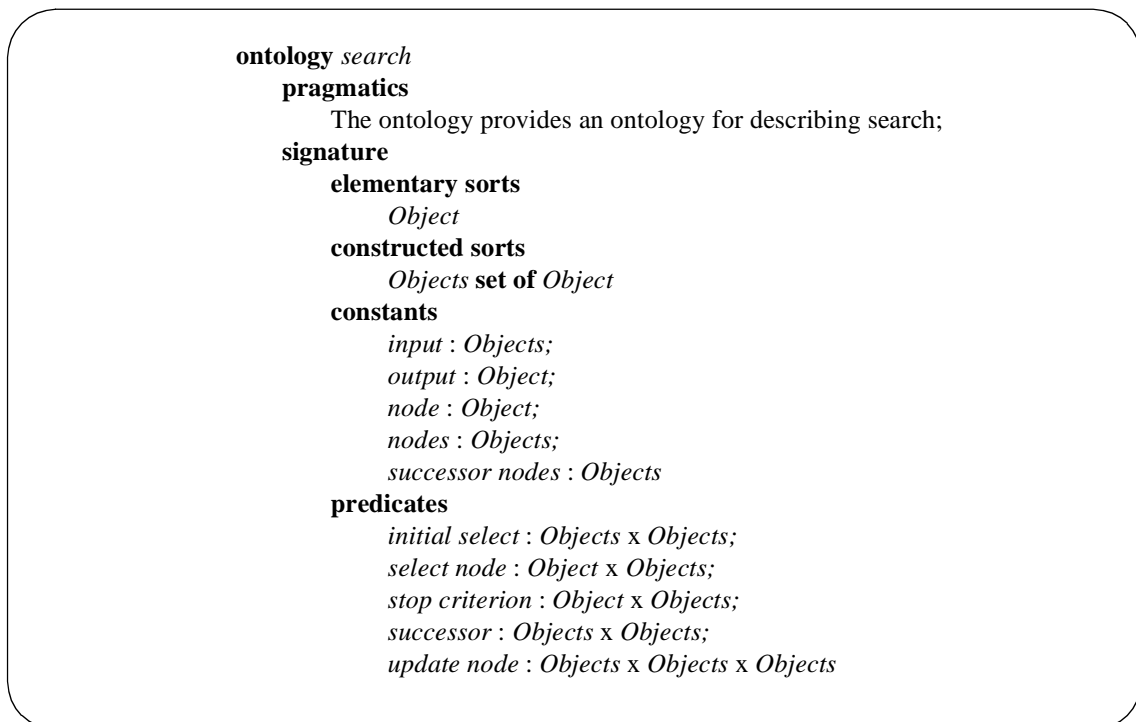 ontology search
pragmatics
The ontology provides an ontology for describing search;
signature
elementary sorts
Object
constructed sorts
Objects set of Object
constants
input : Objects;
output : Object;
node : Object;
nodes : Objects;
successor nodes : Objects
predicates
initial select : Objects x Objects;
select node : Object x Objects;
stop criterion : Object x Objects;
successor : Objects x Objects;
update node : Objects x Objects x Objects